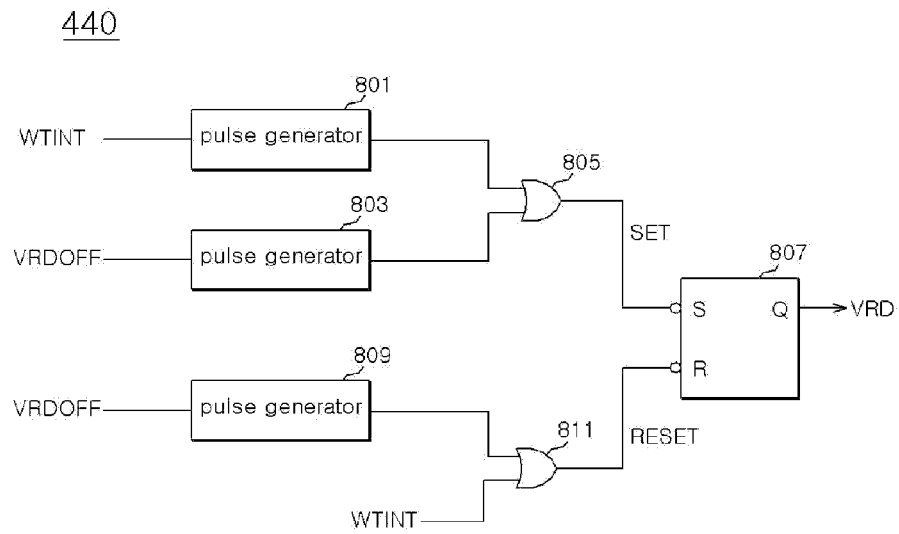 440
801
WTINT
pulse generator
805
803
VRDOFF
pulse generator
SET
807
S
Q
VRD
R
809
VRDOFF
pulse generator
811
RESET
WTINT